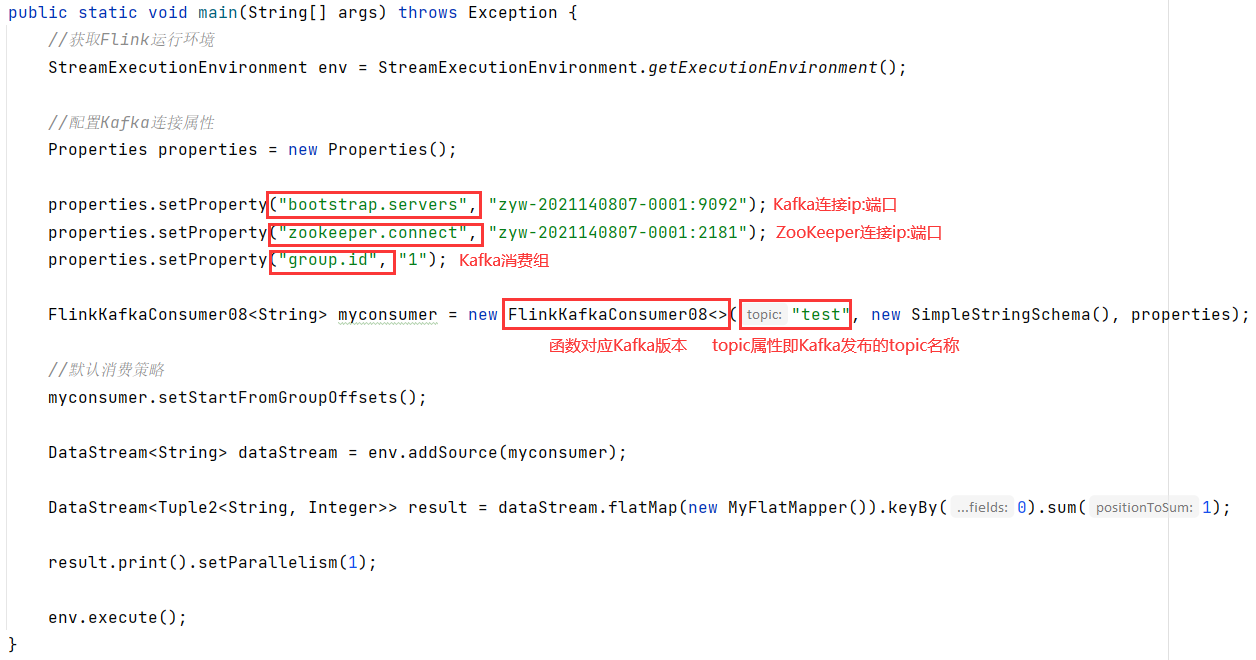 public static void main(String[] args) throws Exception {
//获取Flink运行环境
StreamExecutionEnvironment env = StreamExecutionEnvironment.getExecutionEnvironment();
//配置Kafka连接属性
Properties properties = new Properties();
properties.setProperty("bootstrap.servers", "zyw-2021140807-0001:9092"); Kafka连接ip:端口
properties.setProperty("zookeeper.connect", "zyw-2021140807-0001:2181"); ZooKeeper连接ip:端口
properties.setProperty("group.id", "1"); Kafka消费组
FlinkKafkaConsumer08<String> myconsumer = new FlinkKafkaConsumer08<>( topic: "test", new SimpleStringSchema(), properties);
函数对应Kafka版本 topic属性即Kafka发布的topic名称
//默认消费策略
myconsumer.setStartFromGroupOffsets();
DataStream<String> dataStream = env.addSource(myconsumer);
DataStream<Tuple2<String, Integer>> result = dataStream.flatMap(new MyFlatMapper()).keyBy( ...fields: 0).sum( positionToSum: 1);
result.print().setParallelism(1);
env.execute();
}